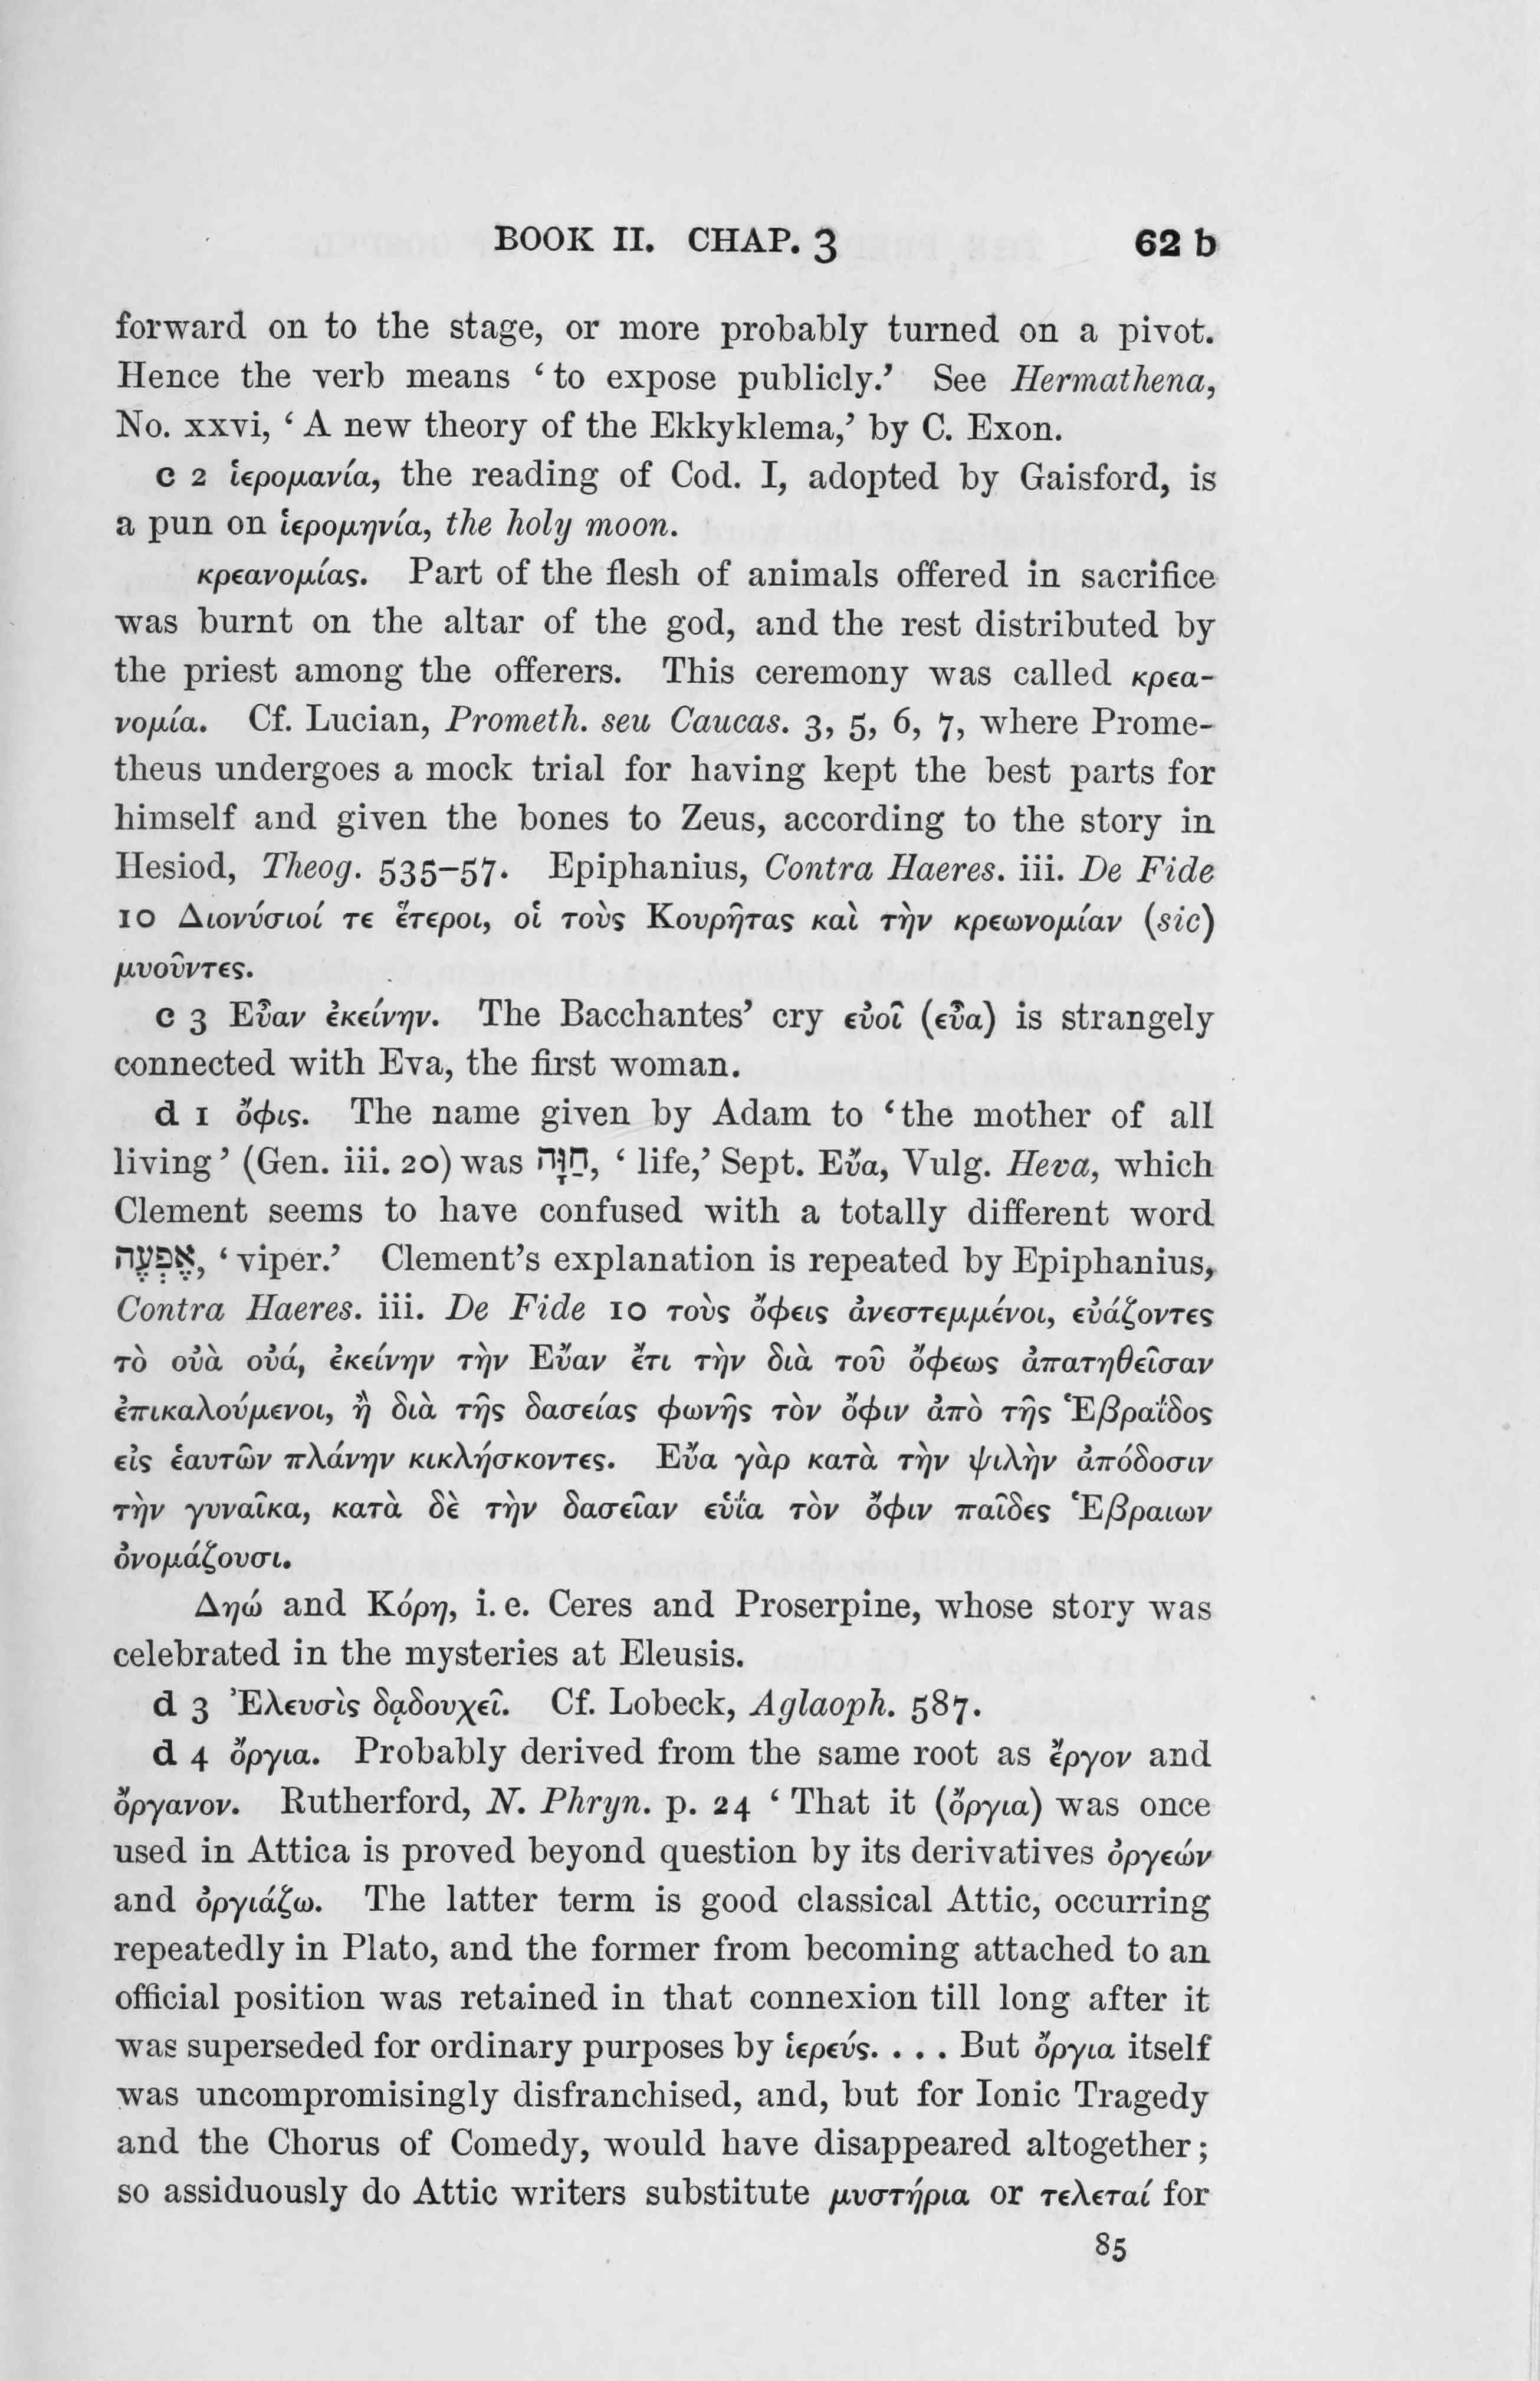 BOOK II. CHAP. 3 62 b
forward on to the stage, or more probably turned on a pivot.
Hence the verb means ‘to expose publicly.’ See Hermathena,
No. xxvi, ‘A new theory of the Ekkyklema,’ by C. Exon.
c 2 ἱερομανία, the reading of Cod. I, adopted by Gaisford, is
a pun on ἱερομηνία, the holy moon.
κρεανομίας. Part of the flesh of animals offered in sacrifice
was burnt on the altar of the god, and the rest distributed by
the priest among the offerers. This ceremony was called κρεα-
νομία. Cf. Lucian, Prometh. seu Caucas. 3, 5, 6, 7, where Prome-
theus undergoes a mock trial for having kept the best parts for
himself and given the bones to Zeus, according to the story in
Hesiod, Theog. 535–57. Epiphanius, Contra Haeres. iii. De Fide
10 Διονύσιοί τε ἕτεροι, οἱ τοὺς Κουρῆτας καὶ τὴν κρεωνομίαν (sic)
μυοῦντες.
c 3 Εὖαν ἐκείνην. The Bacchantes’ cry εὐοῖ (εὖα) is strangely
connected with Eva, the first woman.
d 1 ὄφις. The name given by Adam to ‘the mother of all
living’ (Gen. iii. 20) was חַוָּה, ‘life,’ Sept. Εὔα, Vulg. Heva, which
Clement seems to have confused with a totally different word
אֶפְעֶה, ‘viper.’ Clement’s explanation is repeated by Epiphanius,
Contra Haeres. iii. De Fide 10 τοὺς ὄφεις ἀνεστεμμένοι, εὐάζοντες
τὸ οὐὰ οὐά, ἐκείνην τὴν Εὔαν ἔτι τὴν διὰ τοῦ ὄφεως ἀπατηθεῖσαν
ἐπικαλούμενοι, ἢ διὰ τῆς δασείας φωνῆς τὸν ὄφιν ἀπὸ τῆς Ἑβραΐδος
εἰς ἑαυτῶν πλάνην κικλήσκοντες. Εὔα γὰρ κατὰ τὴν ψιλὴν ἀπόδοσιν
τὴν γυναῖκα, κατὰ δὲ τὴν δασεῖαν εὑΐα τὸν ὄφιν παῖδες Ἑβραιων
ὀνομάζουσι.
Δηώ and Κόρη, i. e. Ceres and Proserpine, whose story was
celebrated in the mysteries at Eleusis.
d 3 Ἐλευσὶς δᾳδουχεῖ. Cf. Lobeck, Aglaoph. 587.
d 4 ὄργια. Probably derived from the same root as ἔργον and
ὄργανον. Rutherford, N. Phryn. p. 24 ‘That it (ὄργια) was once
used in Attica is proved beyond question by its derivatives ὀργεών
and ὀργιάζω. The latter term is good classical Attic, occurring
repeatedly in Plato, and the former from becoming attached to an
official position was retained in that connexion till long after it
was superseded for ordinary purposes by ἱερεύς. . . . But ὄργια itself
was uncompromisingly disfranchised, and, but for Ionic Tragedy
and the Chorus of Comedy, would have disappeared altogether;
so assiduously do Attic writers substitute μυστήρια or τελεταί for
85